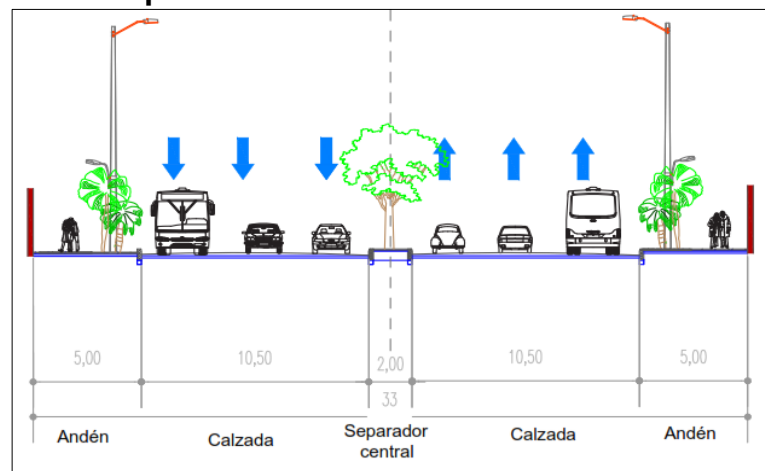 5,00
10,50
2,00
10,50
5,00
33
Andén
Calzada
Separador
central
Calzada
Andén